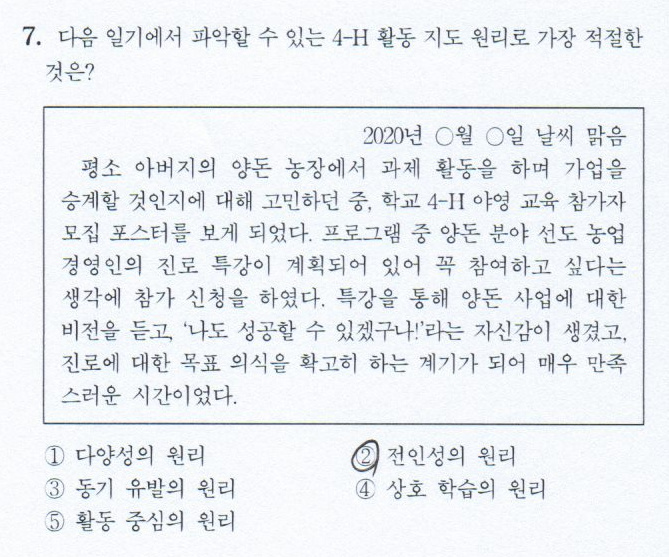 7. 다음 일기에서 파악할 수 있는 4-H 활동 지도 원리로 가장 적절한
것은?
2020년 ○월 ○일 날씨 맑음
평소 아버지의 양돈 농장에서 과제 활동을 하며 가업을
승계할 것인지에 대해 고민하던 중, 학교 4-H 야영 교육 참가자
모집 포스터를 보게 되었다. 프로그램 중 양돈 분야 선도 농업
경영인의 진로 특강이 계획되어 있어 꼭 참여하고 싶다는
생각에 참가 신청을 하였다. 특강을 통해 양돈 사업에 대한
비전을 듣고, ‘나도 성공할 수 있겠구나!’라는 자신감이 생겼고,
진로에 대한 목표 의식을 확고히 하는 계기가 되어 매우 만족
스러운 시간이었다.
① 다양성의 원리 ② 전인성의 원리
③ 동기 유발의 원리 ④ 상호 학습의 원리
⑤ 활동 중심의 원리